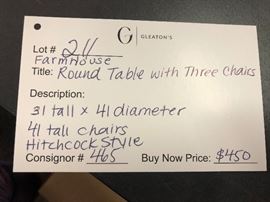 G | GLEATON'S
Lot # 211
FarmHouse
Title: Round Table with Three Chairs
Description:
31 tall x 41 diameter
41 tall chairs
Hitchcock Style
Consignor # 465 Buy Now Price: $450